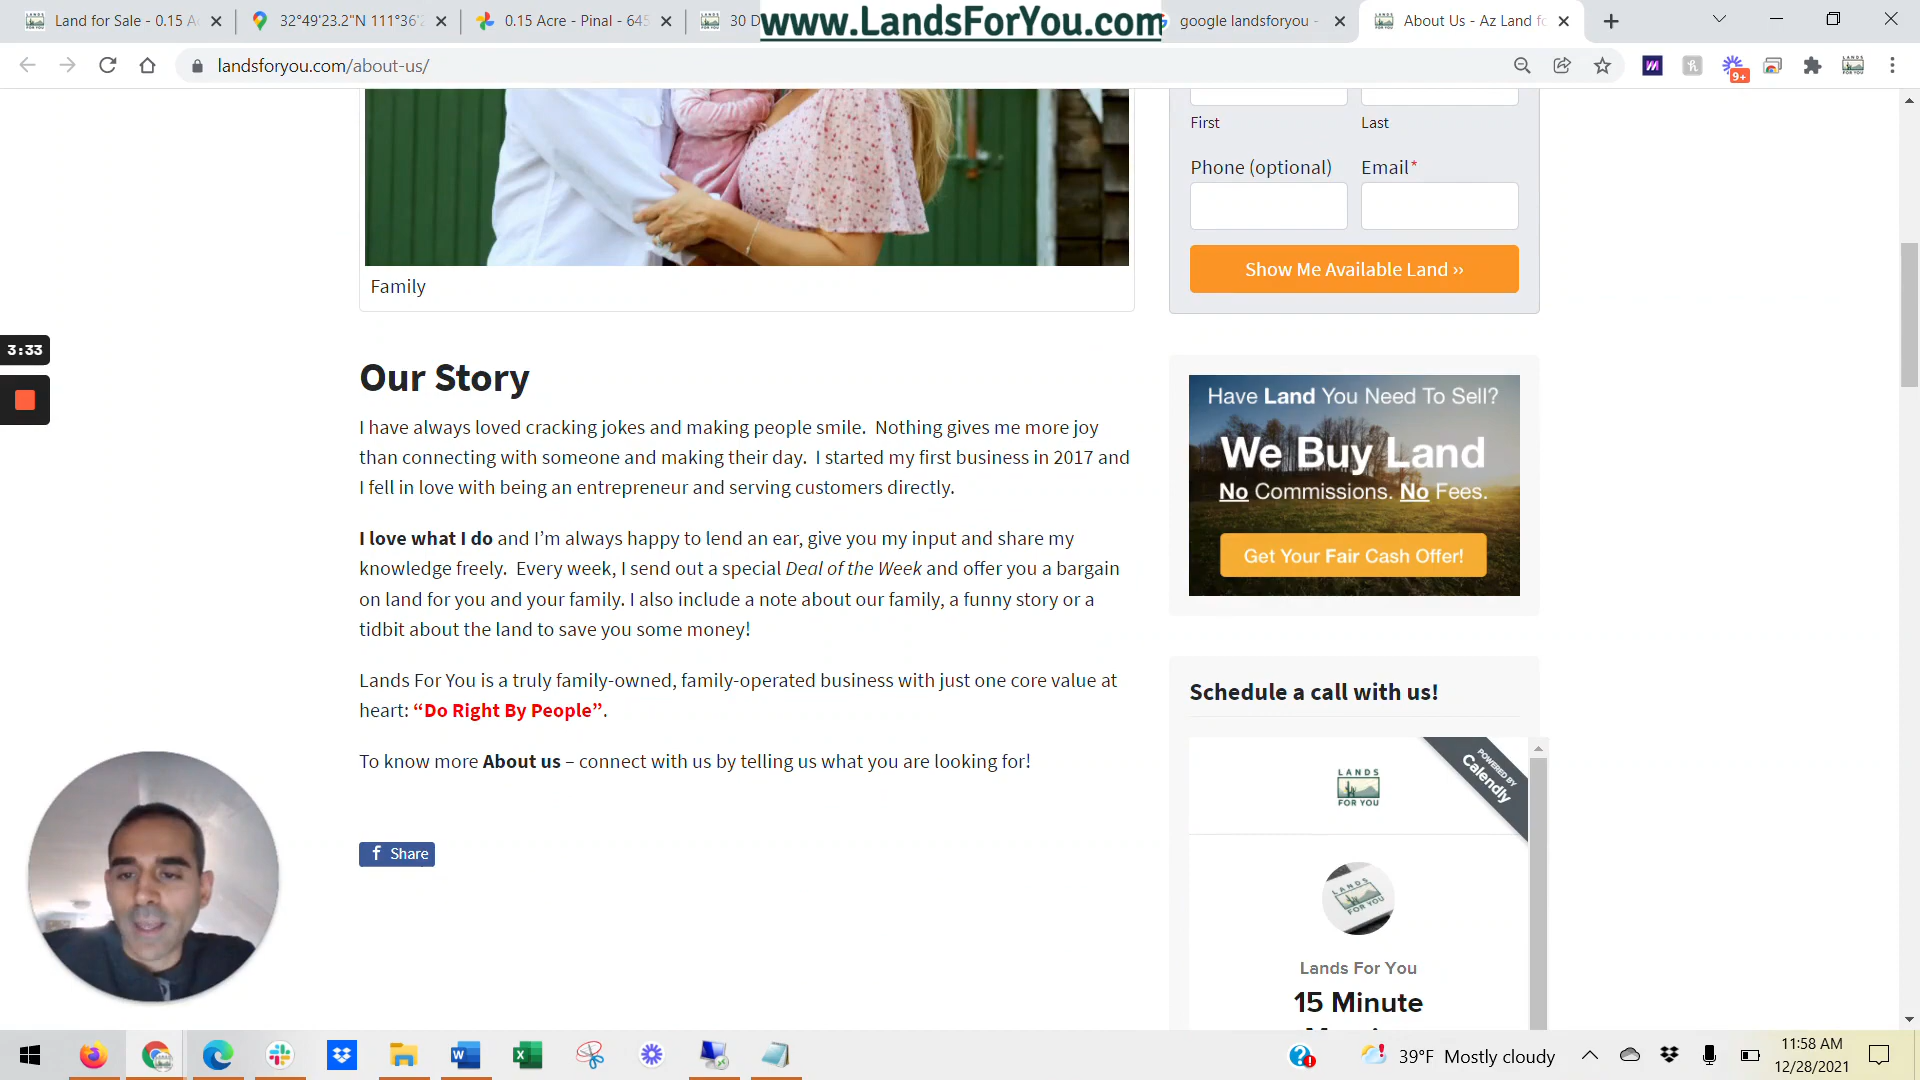 Land for Sale - 0.15 A
32°49'23.2"N 111°36'2
0.15 Acre - Pinal - 645
30 D
www.LandsForYou.com
google landsforyou -
About Us - Az Land fo
landsforyou.com/about-us/
9+
LANDS
FOR YOU
First
Last
Phone (optional)
Email*
Show Me Available Land »
Family
3:33
Our Story
I have always loved cracking jokes and making people smile. Nothing gives me more joy
than connecting with someone and making their day. I started my first business in 2017 and
I fell in love with being an entrepreneur and serving customers directly.
I love what I do and I’m always happy to lend an ear, give you my input and share my
knowledge freely. Every week, I send out a special Deal of the Week and offer you a bargain
on land for you and your family. I also include a note about our family, a funny story or a
tidbit about the land to save you some money!
Lands For You is a truly family-owned, family-operated business with just one core value at
heart: “Do Right By People”.
To know more About us – connect with us by telling us what you are looking for!
f Share
Have Land You Need To Sell?
We Buy Land
No Commissions. No Fees.
Get Your Fair Cash Offer!
Schedule a call with us!
POWERED BY
Calendly
LANDS
FOR YOU
LANDS
FOR YOU
Lands For You
15 Minute
39°F Mostly cloudy
11:58 AM
12/28/2021